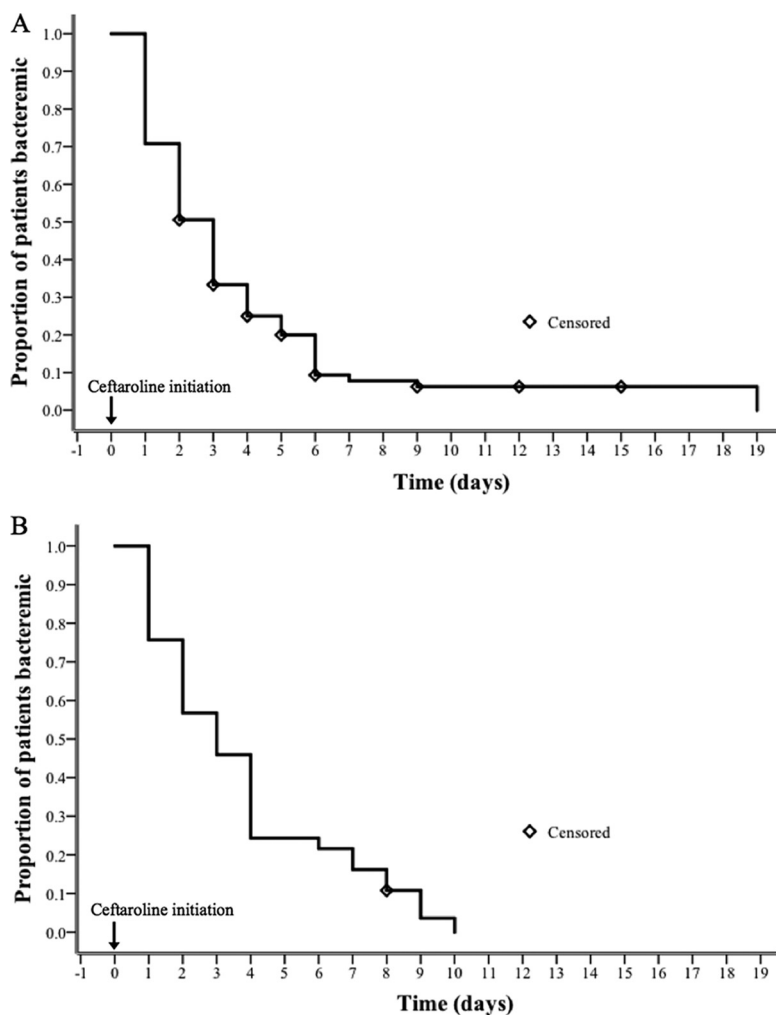 A
Proportion of patients bacteremic
1.0
0.9
0.8
0.7
0.6
0.5
0.4
0.3
0.2
0.1
0.0
Censored
Ceftaroline initiation
-1 0 1 2 3 4 5 6 7 8 9 10 11 12 13 14 15 16 17 18 19
Time (days)
B
Proportion of patients bacteremic
1.0
0.9
0.8
0.7
0.6
0.5
0.4
0.3
0.2
0.1
0.0
Censored
Ceftaroline initiation
-1 0 1 2 3 4 5 6 7 8 9 10 11 12 13 14 15 16 17 18 19
Time (days)